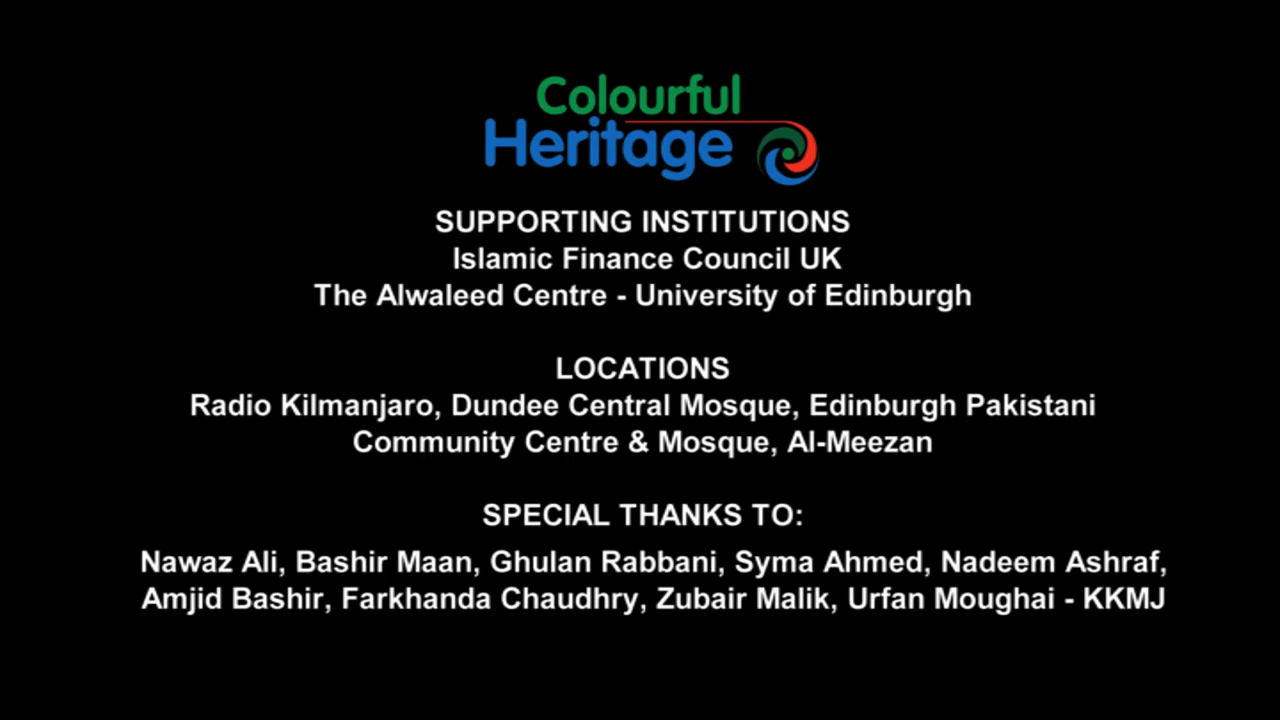 Colourful
Heritage
SUPPORTING INSTITUTIONS
Islamic Finance Council UK
The Alwaleed Centre - University of Edinburgh
LOCATIONS
Radio Kilmanjaro, Dundee Central Mosque, Edinburgh Pakistani
Community Centre & Mosque, Al-Meezan
SPECIAL THANKS TO:
Nawaz Ali, Bashir Maan, Ghulan Rabbani, Syma Ahmed, Nadeem Ashraf,
Amjid Bashir, Farkhanda Chaudhry, Zubair Malik, Urfan Moughai - KKMJ